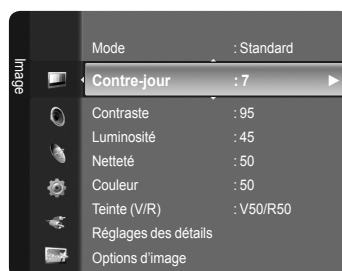 Image
Mode : Standard
Contre-jour : 7
Contraste : 95
Luminosité : 45
Netteté : 50
Couleur : 50
Teinte (V/R) : V50/R50
Réglages des détails
Options d'image